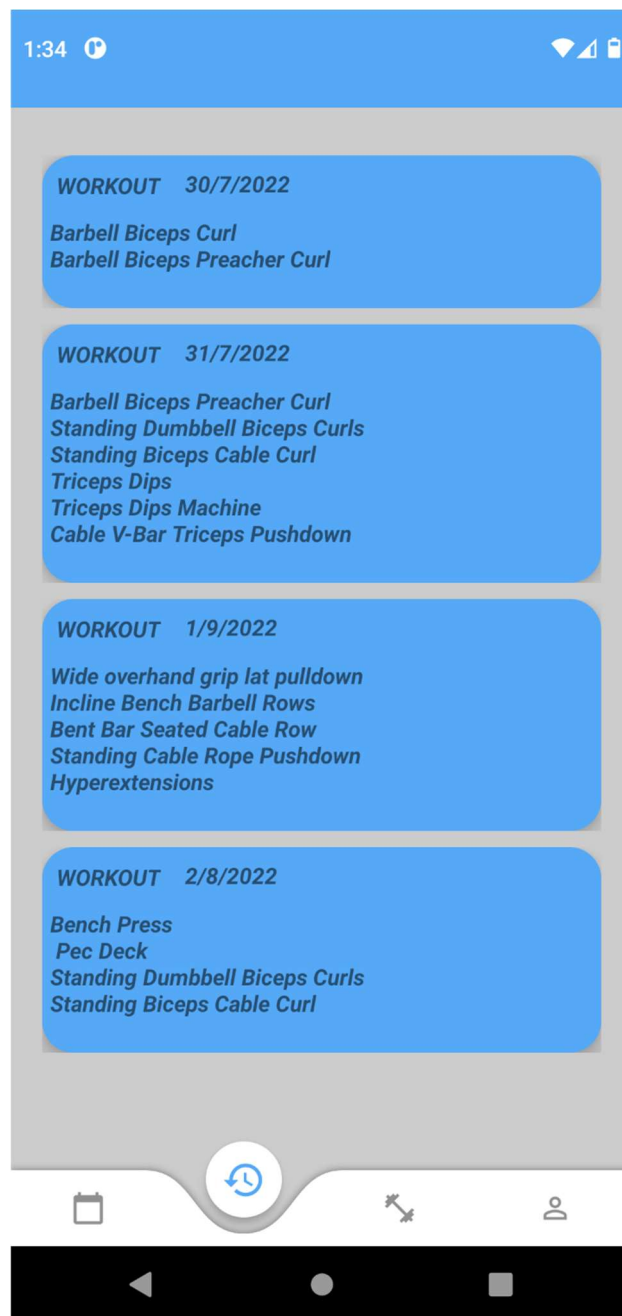 1:34
WORKOUT 30/7/2022
Barbell Biceps Curl
Barbell Biceps Preacher Curl
WORKOUT 31/7/2022
Barbell Biceps Preacher Curl
Standing Dumbbell Biceps Curls
Standing Biceps Cable Curl
Triceps Dips
Triceps Dips Machine
Cable V-Bar Triceps Pushdown
WORKOUT 1/9/2022
Wide overhand grip lat pulldown
Incline Bench Barbell Rows
Bent Bar Seated Cable Row
Standing Cable Rope Pushdown
Hyperextensions
WORKOUT 2/8/2022
Bench Press
Pec Deck
Standing Dumbbell Biceps Curls
Standing Biceps Cable Curl